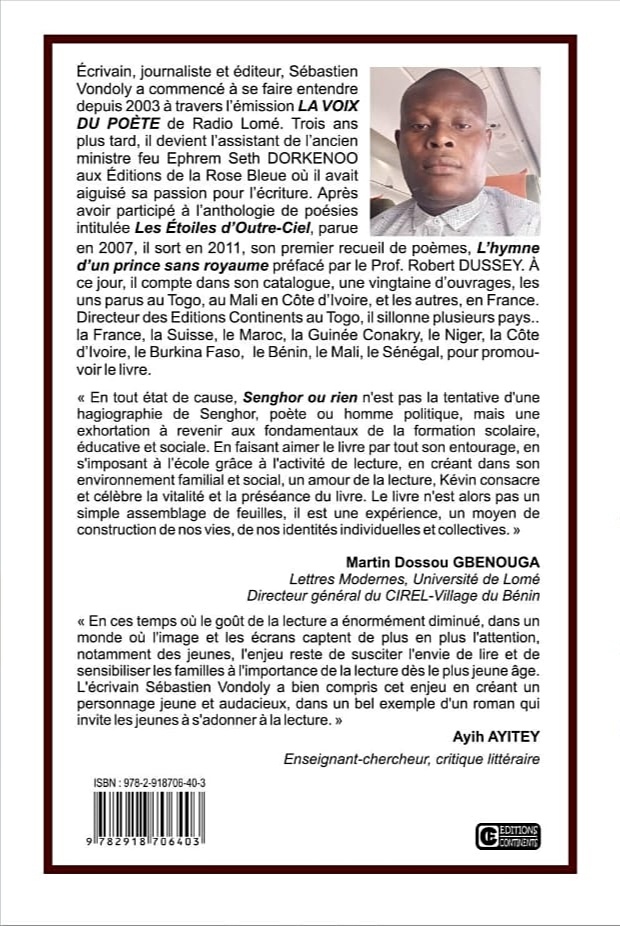 Écrivain, journaliste et éditeur, Sébastien
Vondoly a commencé à se faire entendre
depuis 2003 à travers l'émission LA VOIX
DU POÈTE de Radio Lomé. Trois ans
plus tard, il devient l'assistant de l'ancien
ministre feu Ephrem Seth DORKENOO
aux Éditions de la Rose Bleue où il avait
aiguisé sa passion pour l'écriture. Après
avoir participé à l'anthologie de poésies
intitulée Les Étoiles d'Outre-Ciel, parue
en 2007, il sort en 2011, son premier recueil de poèmes, L'hymne
d'un prince sans royaume préfacé par le Prof. Robert DUSSEY. À
ce jour, il compte dans son catalogue, une vingtaine d'ouvrages, les
uns parus au Togo, au Mali en Côte d'Ivoire, et les autres, en France.
Directeur des Editions Continents au Togo, il sillonne plusieurs pays..
la France, la Suisse, le Maroc, la Guinée Conakry, le Niger, la Côte
d'Ivoire, le Burkina Faso, le Bénin, le Mali, le Sénégal, pour promou-
voir le livre.
« En tout état de cause, Senghor ou rien n'est pas la tentative d'une
hagiographie de Senghor, poète ou homme politique, mais une
exhortation à revenir aux fondamentaux de la formation scolaire,
éducative et sociale. En faisant aimer le livre par tout son entourage, en
s'imposant à l'école grâce à l'activité de lecture, en créant dans son
environnement familial et social, un amour de la lecture, Kévin consacre
et célèbre la vitalité et la préséance du livre. Le livre n'est alors pas un
simple assemblage de feuilles, il est une expérience, un moyen de
construction de nos vies, de nos identités individuelles et collectives. »
Martin Dossou GBENOUGA
Lettres Modernes, Université de Lomé
Directeur général du CIREL-Village du Bénin
« En ces temps où le goût de la lecture a énormément diminué, dans un
monde où l'image et les écrans captent de plus en plus l'attention,
notamment des jeunes, l'enjeu reste de susciter l'envie de lire et de
sensibiliser les familles à l'importance de la lecture dès le plus jeune âge.
L'écrivain Sébastien Vondoly a bien compris cet enjeu en créant un
personnage jeune et audacieux, dans un bel exemple d'un roman qui
invite les jeunes à s'adonner à la lecture. »
Ayih AYITEY
Enseignant-chercheur, critique littéraire
ISBN : 978-2-918706-40-3
9 782918 706403
EDITIONS
CONTINENTS